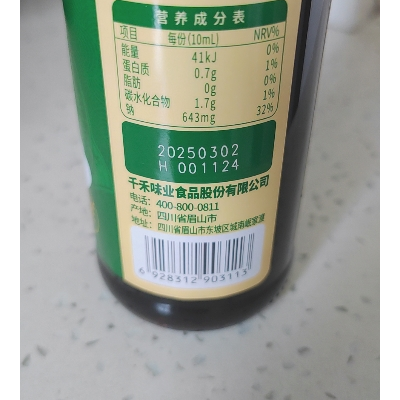 营养成分表
项目 每份(10mL) NRV%
能量 41kJ 0%
蛋白质 0.7g 1%
脂肪 0g 0%
碳水化合物 1.7g 1%
钠 643mg 32%
20250302
H 001124
千禾味业食品股份有限公司
电话: 400-800-0811
产地: 四川省眉山市
地址: 四川省眉山市东坡区城南岷家渡
6 928312 903113